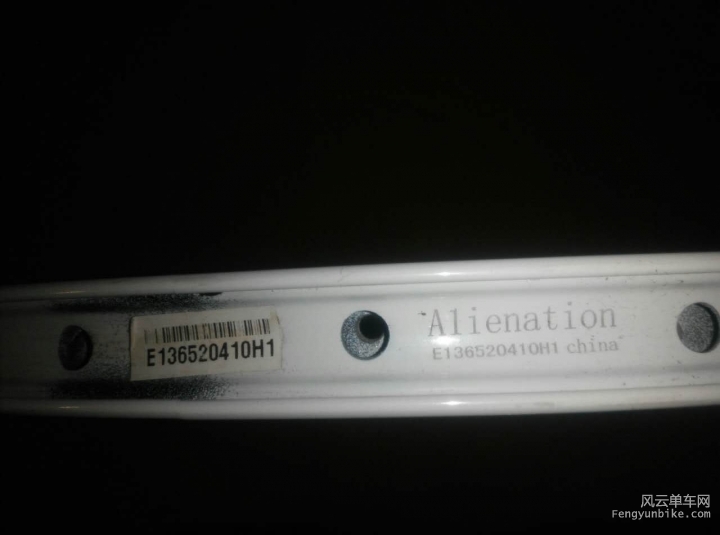 E136520410H1
Alienation
E136520410H1 china
风云单车网
Fengyunbike.com